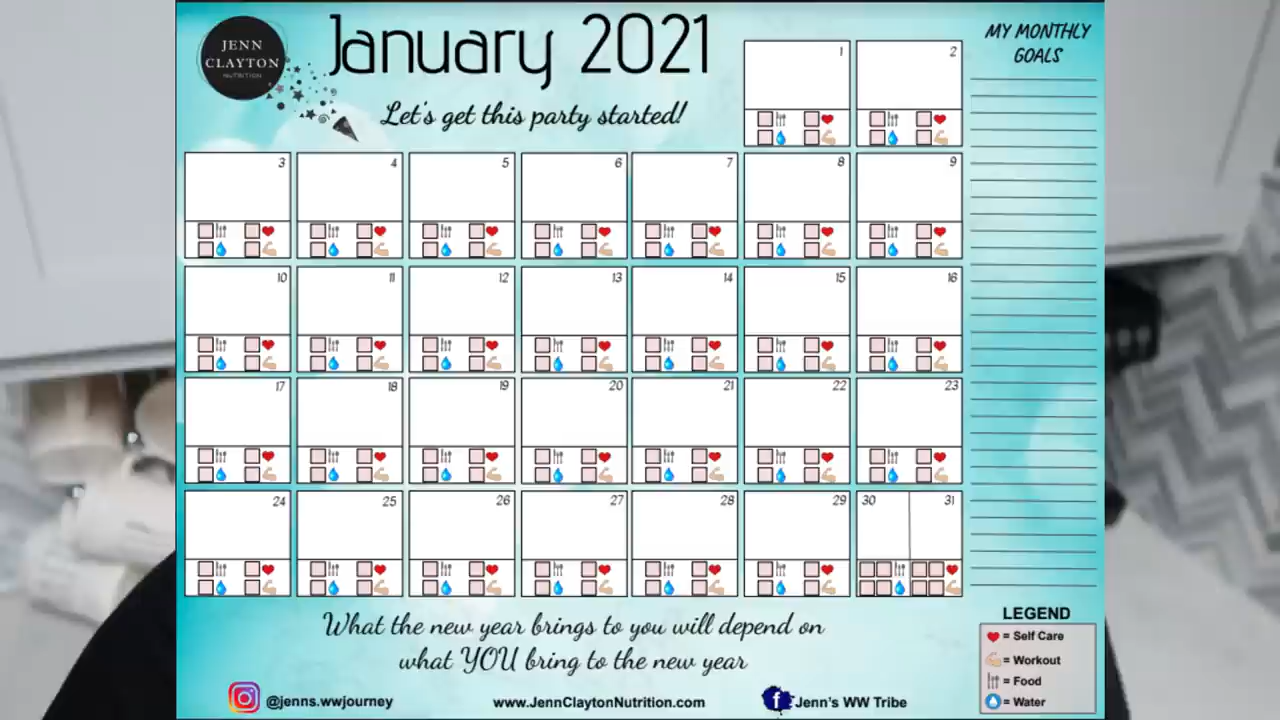 JENN
CLAYTON
NUTRITION
January 2021
Let's get this party started!
MY MONTHLY
GOALS
1
2
3
4
5
6
7
8
9
10
11
12
13
14
15
16
17
18
19
20
21
22
23
24
25
26
27
28
29
30
31
What the new year brings to you will depend on
what YOU bring to the new year
LEGEND
= Self Care
= Workout
= Food
= Water
@jenns.wwjourney
www.JennClaytonNutrition.com
f Jenn's WW Tribe